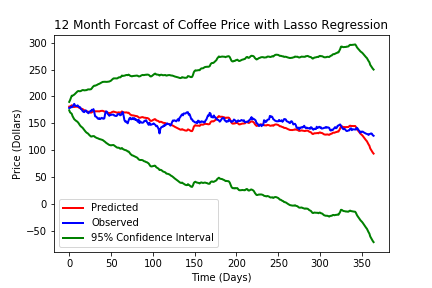 12 Month Forcast of Coffee Price with Lasso Regression
300
250
200
150
100
50
0
−50
Price (Dollars)
Predicted
Observed
95% Confidence Interval
0 50 100 150 200 250 300 350
Time (Days)